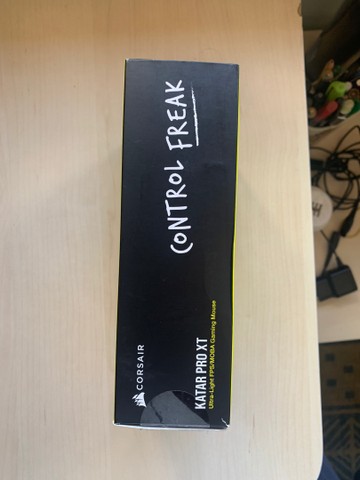 CONTROL FREAK
CORSAIR
KATAR PRO XT
Ultra-Light FPS/MOBA Gaming Mouse